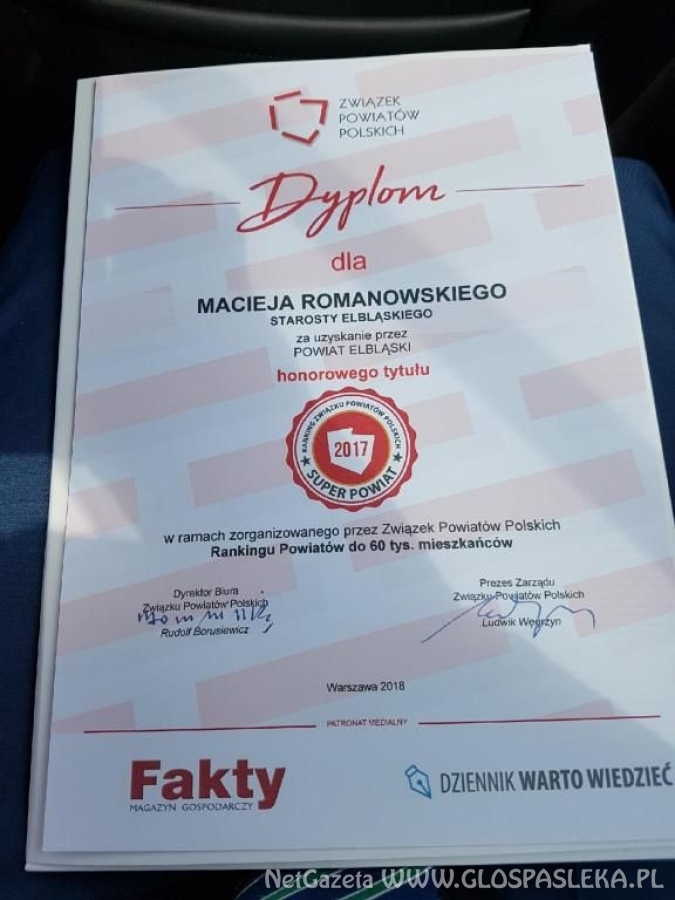 ZWIĄZEK
POWIATÓW
POLSKICH
Dyplom
dla
MACIEJA ROMANOWSKIEGO
STAROSTY ELBLĄSKIEGO
za uzyskanie przez
POWIAT ELBLĄSKI
honorowego tytułu
RANKING ZWIĄZKU POWIATÓW POLSKICH
2017
SUPER POWIAT
w ramach zorganizowanego przez Związek Powiatów Polskich
Rankingu Powiatów do 60 tys. mieszkańców
Dyrektor Biura
Związku Powiatów Polskich
Rudolf Borusiewicz
Prezes Zarządu
Związku Powiatów Polskich
Ludwik Węgrzyn
Warszawa 2018
PATRONAT MEDIALNY
Fakty
MAGAZYN GOSPODARCZY
DZIENNIK WARTO WIEDZIEĆ
NetGazeta WWW.GLOSPASLEKA.PL